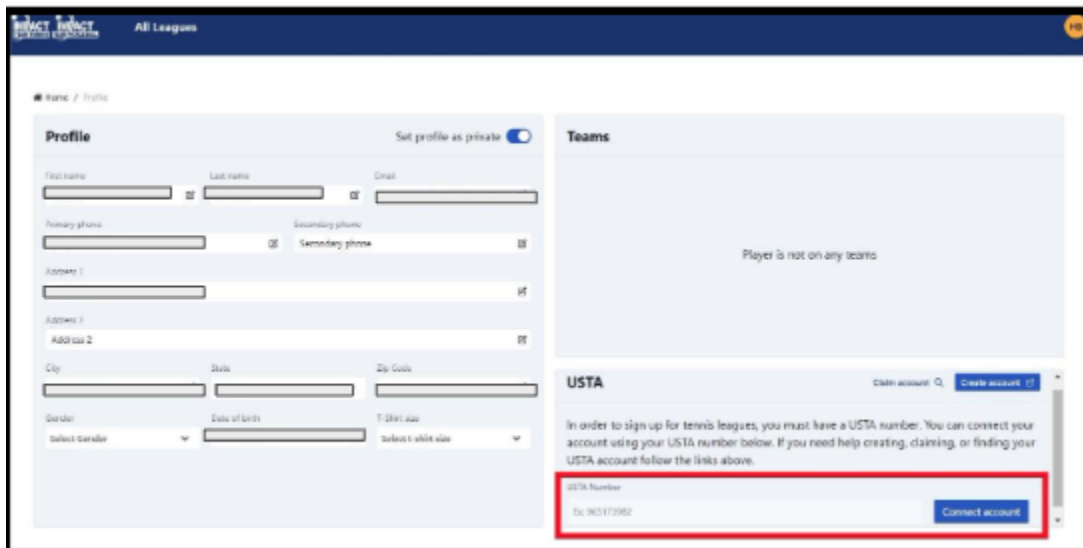 IMPACT IMPACT All Leagues HB
Home / Profile
Profile
Set profile as private
First name Last name Email
Primary phone Secondary phone
Secondary phone
Address 1
Address 2
Address 2
City State Zip Code
Gender Date of birth T-Shirt size
Select Gender Select t-shirt size
Teams
Player is not on any teams
USTA Claim account Create account
In order to sign up for tennis leagues, you must have a USTA number. You can connect your
account using your USTA number below. If you need help creating, claiming, or finding your
USTA account follow the links above.
USTA Number
Ex: 965173982 Connect account